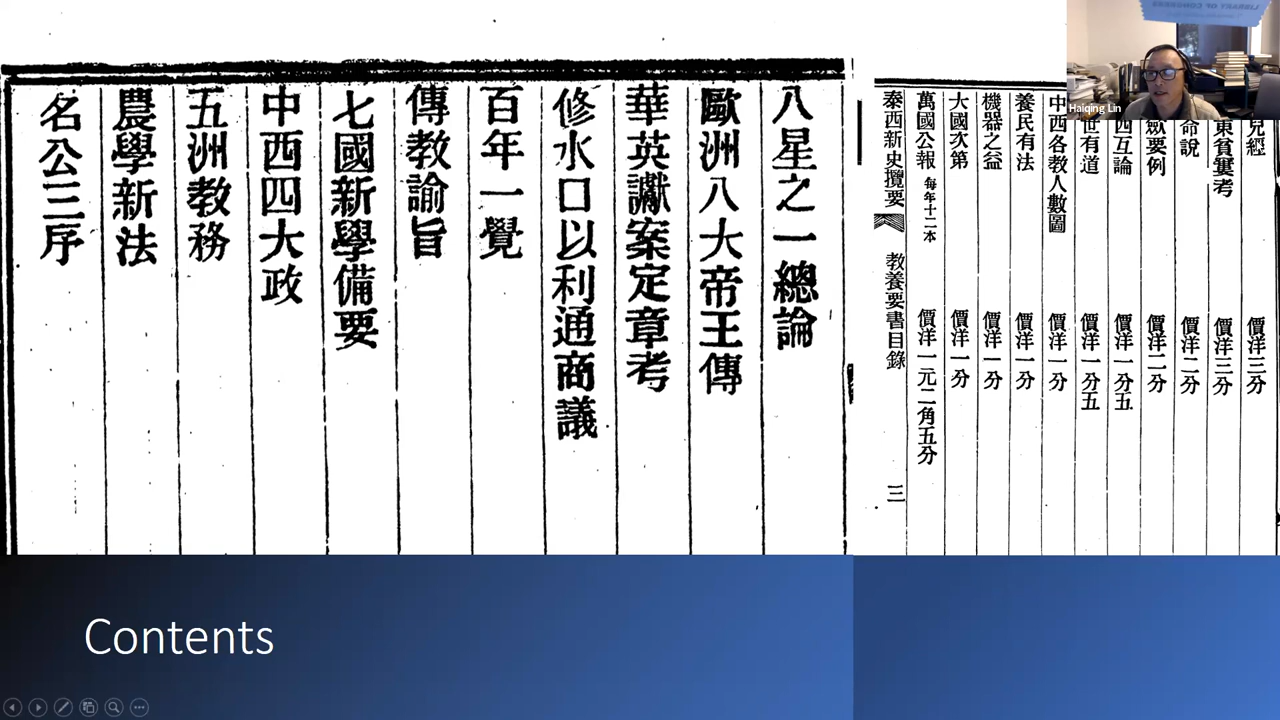 經 價洋三分
東貧窶考 價洋三分
命說 價洋二分
要例 價洋二分
互論 價洋一分五
世有道 價洋一分五
中西各教人數圖 價洋一分
養民有法 價洋一分
機器之益 價洋一分
大國次第 價洋一分
萬國公報 每年十二本 價洋一元二角五分
泰西新史攬要 教養要書目錄 三
八星之一總論
歐洲八大帝王傳
華英讞案定章考
修水口以利通商議
百年一覺
傳教諭旨
七國新學備要
中西四大政
五洲教務
農學新法
名公三序
Contents
LIBRARY OF CONGRESS
Haiqing Lin